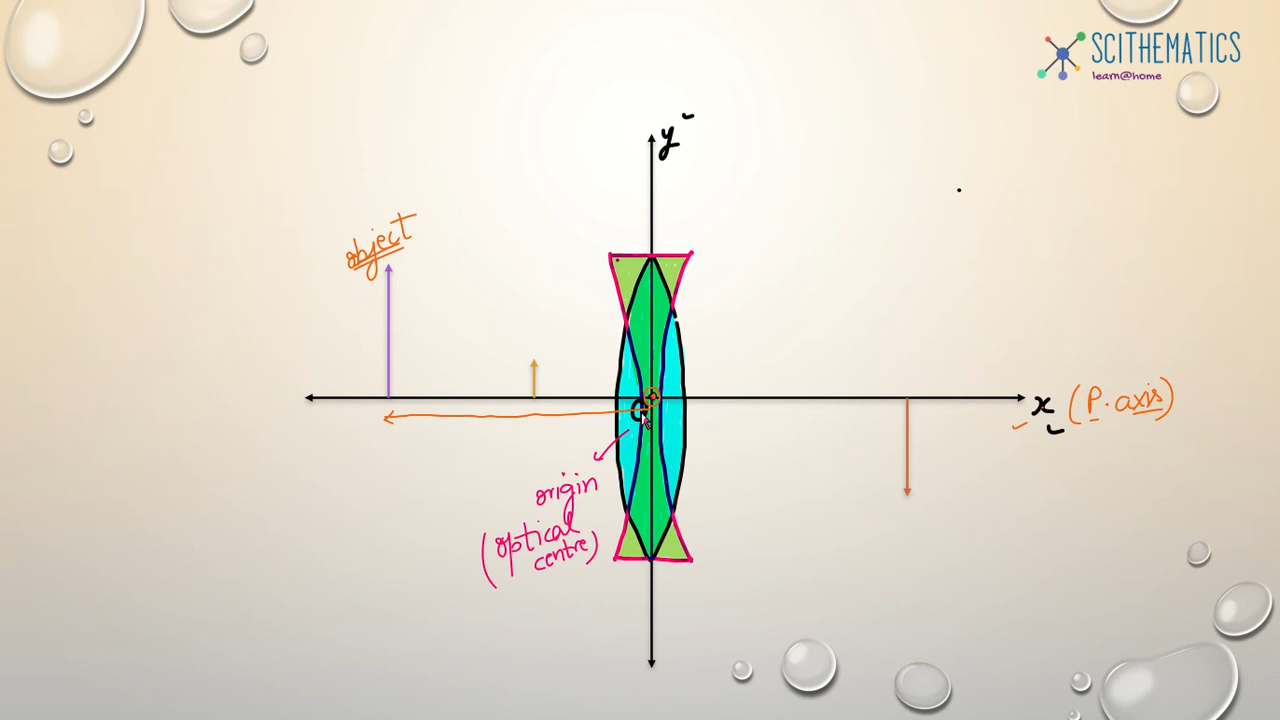 SCITHEMATICS
learn@home
y
object
x (P. axis)
O
origin
(optical
centre)